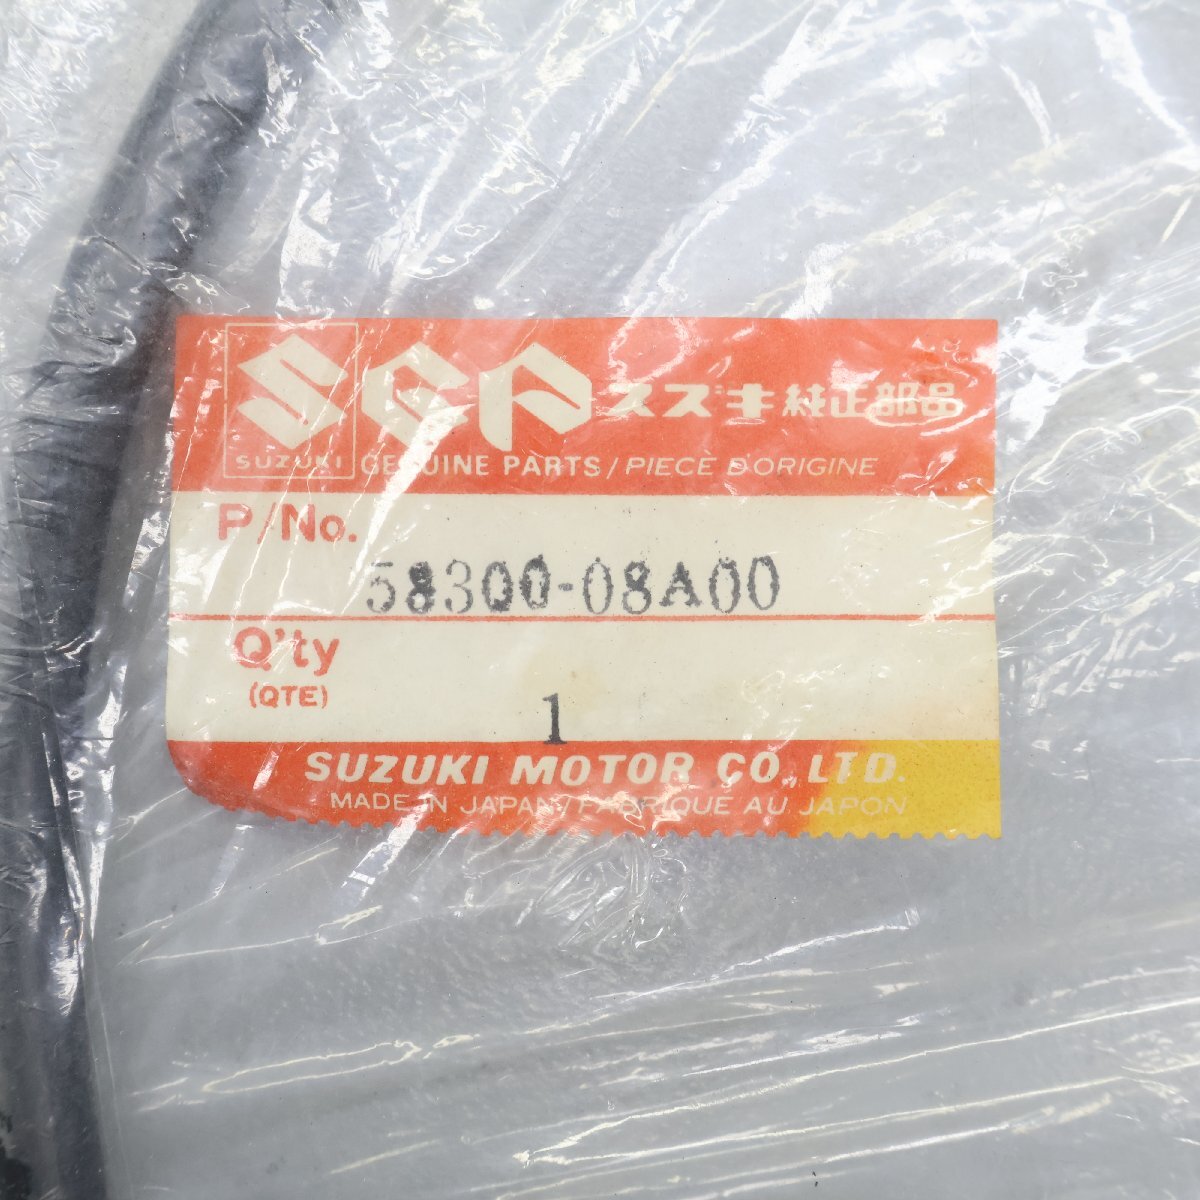 SGP スズキ純正部品
SUZUKI GENUINE PARTS/PIECE D'ORIGINE
P/No.
58300-08A00
Q'ty
(QTE)
1
SUZUKI MOTOR CO., LTD.
MADE IN JAPAN/FABRIQUE AU JAPON